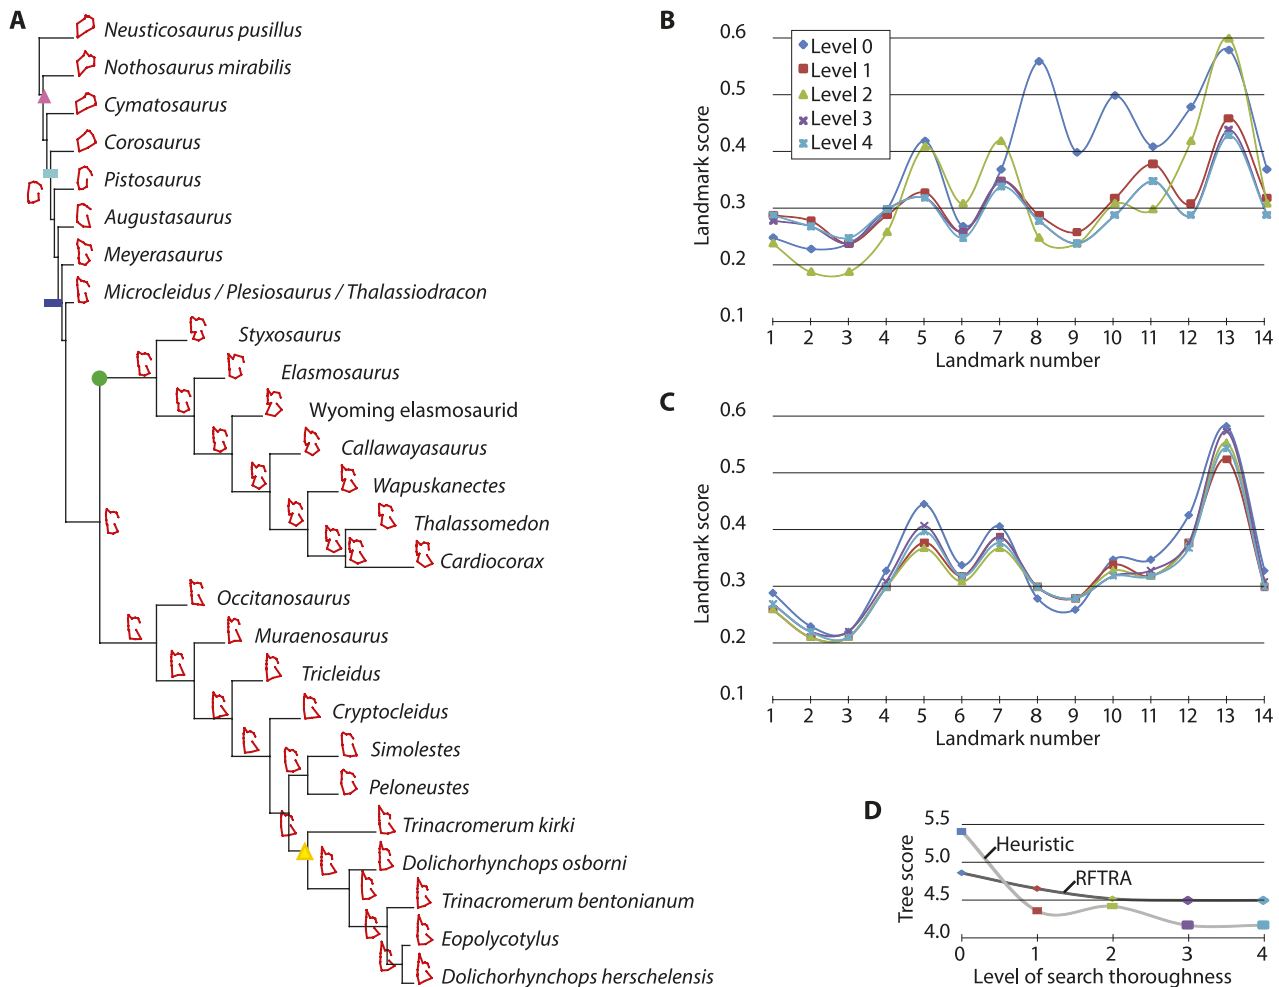 A
Neusticosaurus pusillus
Nothosaurus mirabilis
Cymatosaurus
Corosaurus
Pistosaurus
Augustasaurus
Meyerasaurus
Microcleidus / Plesiosaurus / Thalassiodracon
Styxosaurus
Elasmosaurus
Wyoming elasmosaurid
Callawayasaurus
Wapuskanectes
Thalassomedon
Cardiocorax
Occitanosaurus
Muraenosaurus
Tricleidus
Cryptocleidus
Simolestes
Peloneustes
Trinacromerum kirki
Dolichorhynchops osborni
Trinacromerum bentonianum
Eopolycotylus
Dolichorhynchops herschelensis
B
Landmark score
0.6
0.5
0.4
0.3
0.2
0.1
Level 0
Level 1
Level 2
Level 3
Level 4
1 2 3 4 5 6 7 8 9 10 11 12 13 14
Landmark number
C
Landmark score
0.6
0.5
0.4
0.3
0.2
0.1
1 2 3 4 5 6 7 8 9 10 11 12 13 14
Landmark number
D
Tree score
5.5
5.0
4.5
4.0
Heuristic
RFTRA
0 1 2 3 4
Level of search thoroughness